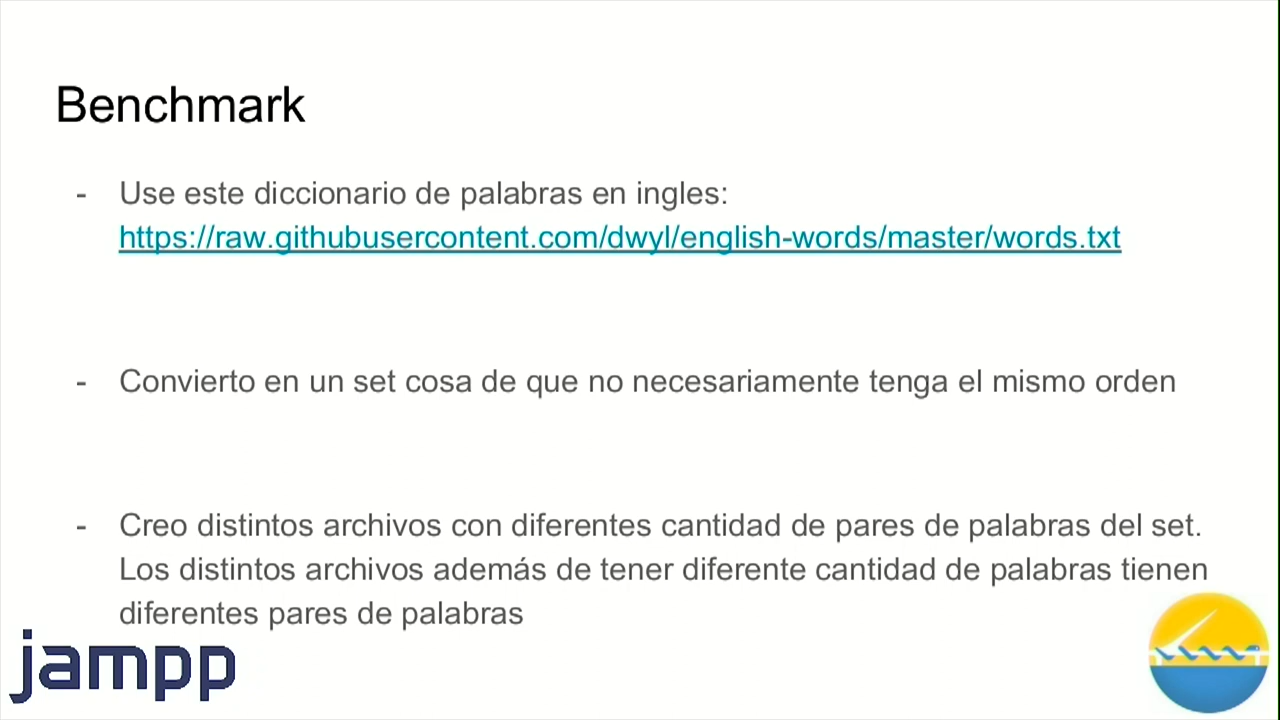 Benchmark
- Use este diccionario de palabras en ingles:
https://raw.githubusercontent.com/dwyl/english-words/master/words.txt
- Convierto en un set cosa de que no necesariamente tenga el mismo orden
- Creo distintos archivos con diferentes cantidad de pares de palabras del set.
Los distintos archivos además de tener diferente cantidad de palabras tienen
diferentes pares de palabras
jampp